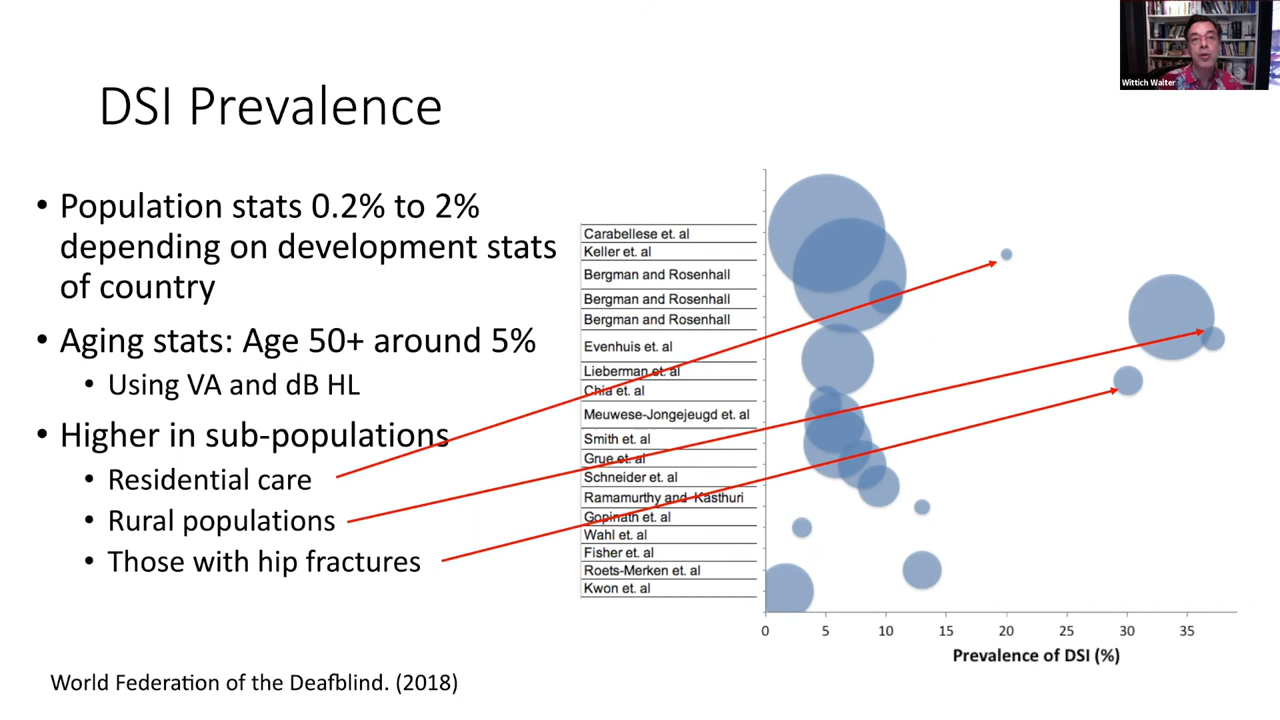 Wittich Walter
DSI Prevalence
• Population stats 0.2% to 2%
depending on development stats
of country
• Aging stats: Age 50+ around 5%
• Using VA and dB HL
• Higher in sub-populations
• Residential care
• Rural populations
• Those with hip fractures
World Federation of the Deafblind. (2018)
Carabellese et. al
Keller et. al
Bergman and Rosenhall
Bergman and Rosenhall
Bergman and Rosenhall
Evenhuis et. al
Lieberman et. al
Chia et. al
Meuwese-Jongejeugd et. al
Smith et. al
Grue et. al
Schneider et. al
Ramamurthy and Kasthuri
Gopinath et. al
Wahl et. al
Fisher et. al
Roets-Merken et. al
Kwon et. al
0 5 10 15 20 25 30 35
Prevalence of DSI (%)